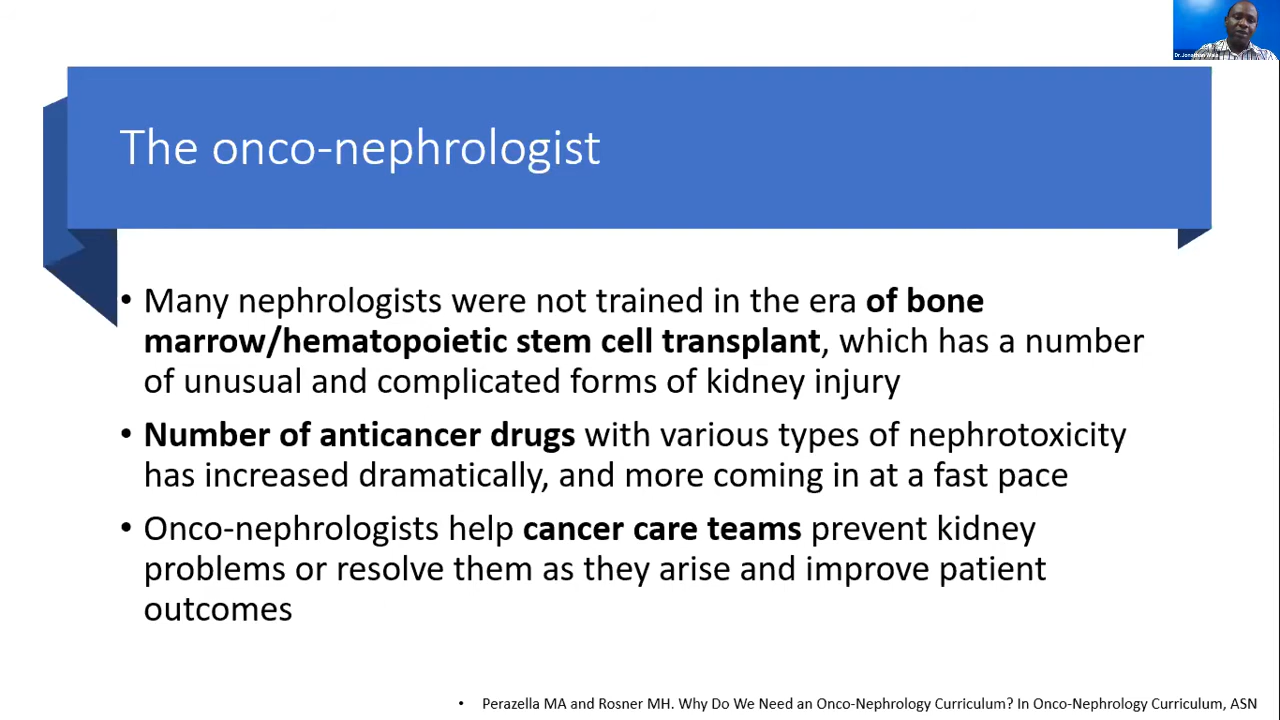 Dr.Jonathan Wala
The onco-nephrologist
• Many nephrologists were not trained in the era of bone
marrow/hematopoietic stem cell transplant, which has a number
of unusual and complicated forms of kidney injury
• Number of anticancer drugs with various types of nephrotoxicity
has increased dramatically, and more coming in at a fast pace
• Onco-nephrologists help cancer care teams prevent kidney
problems or resolve them as they arise and improve patient
outcomes
• Perazella MA and Rosner MH. Why Do We Need an Onco-Nephrology Curriculum? In Onco-Nephrology Curriculum, ASN